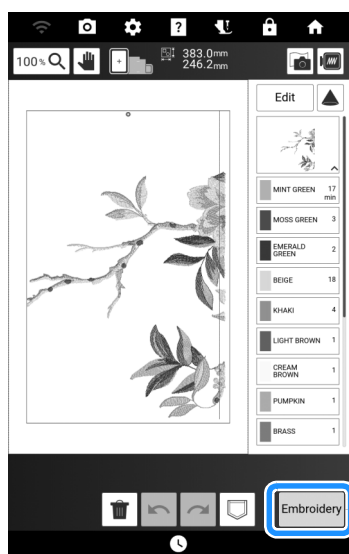 ?
100% 383.0mm
246.2mm
Edit
MINT GREEN 17
min
MOSS GREEN 3
EMERALD
GREEN 2
BEIGE 18
KHAKI 4
LIGHT BROWN 1
CREAM
BROWN 1
PUMPKIN 1
BRASS 1
Embroidery